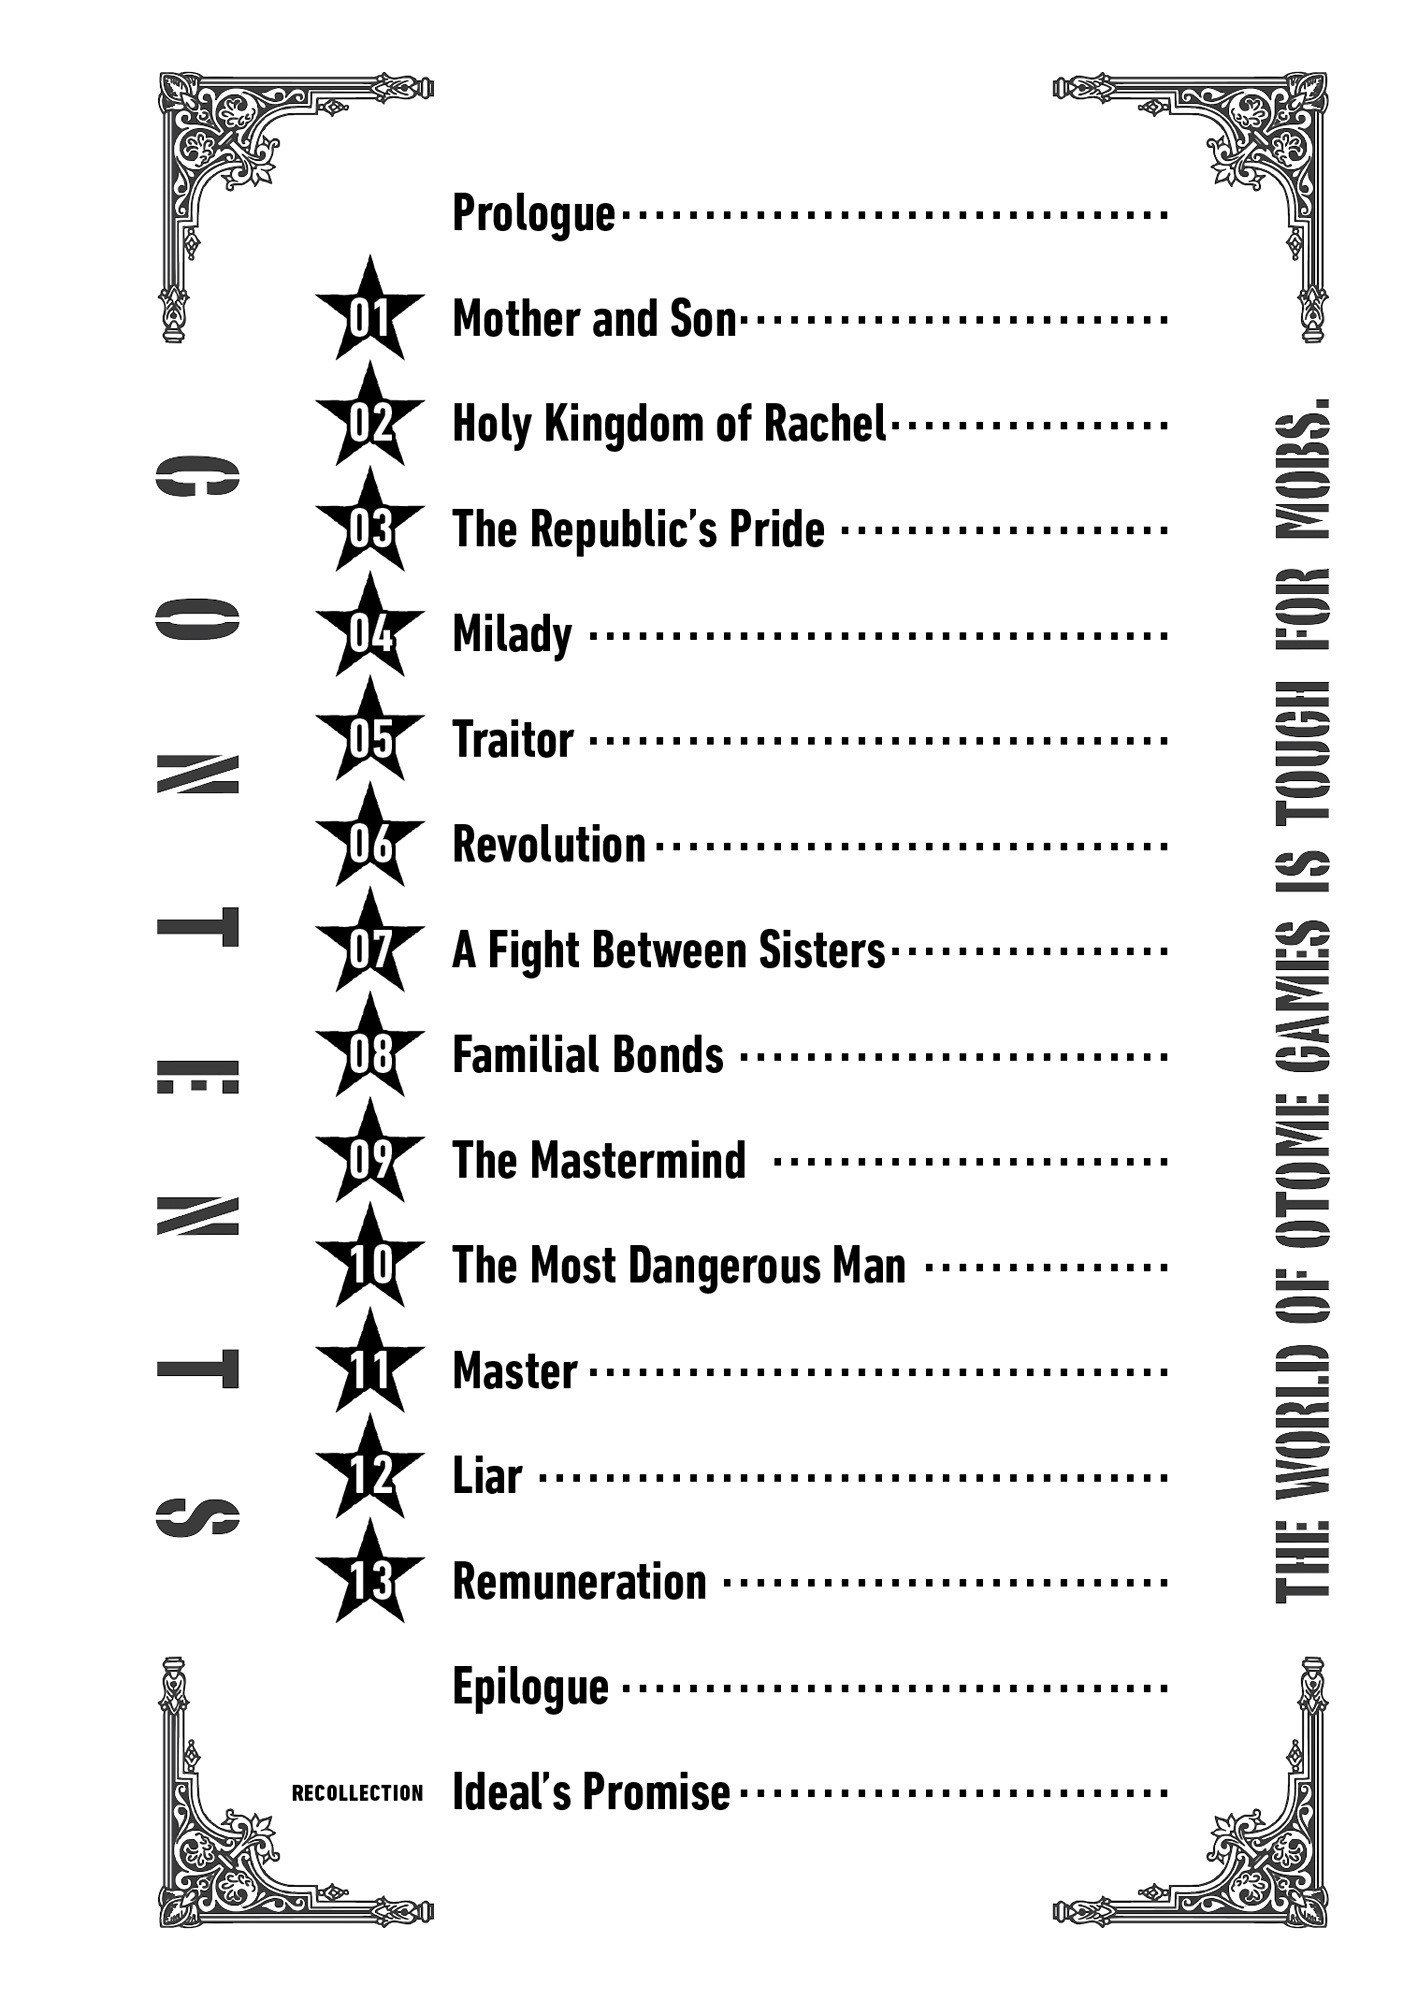 CONTENTS
Prologue
01 Mother and Son
02 Holy Kingdom of Rachel
03 The Republic’s Pride
04 Milady
05 Traitor
06 Revolution
07 A Fight Between Sisters
08 Familial Bonds
09 The Mastermind
10 The Most Dangerous Man
11 Master
12 Liar
13 Remuneration
Epilogue
RECOLLECTION Ideal’s Promise
THE WORLD OF OTOME GAMES IS TOUGH FOR MOBS.